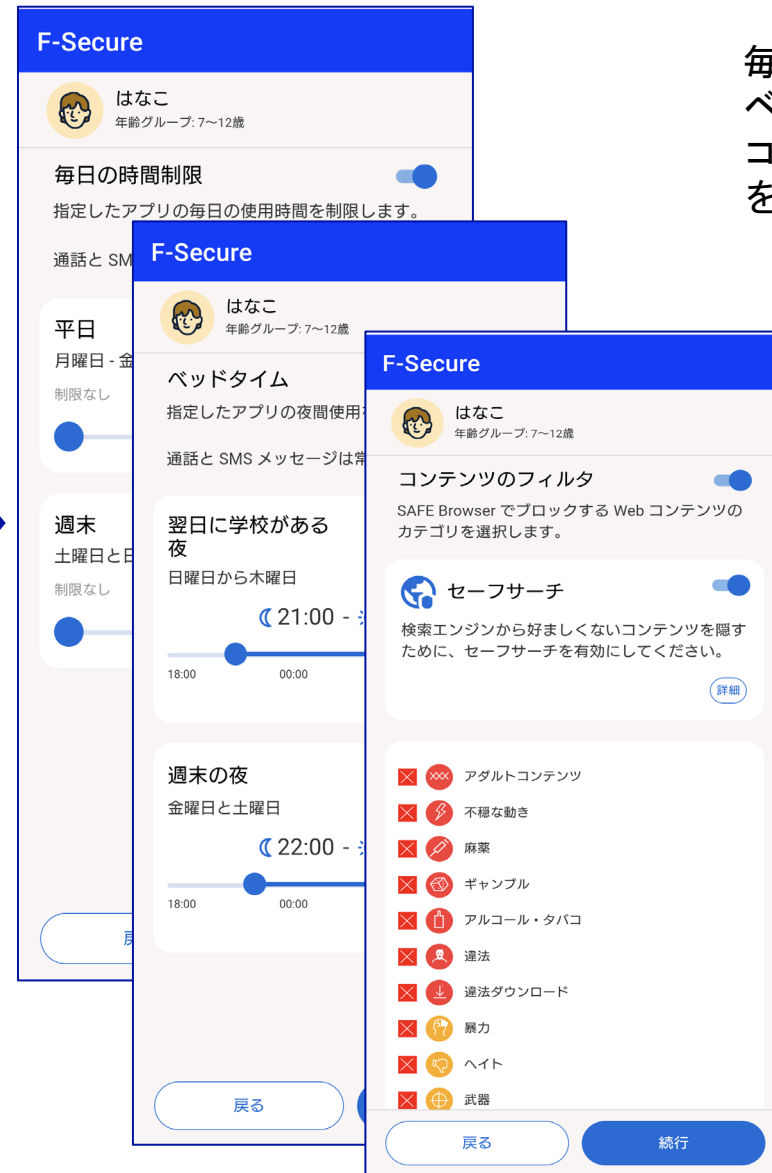 F-Secure
はなこ
年齢グループ: 7〜12歳
毎日の時間制限
指定したアプリの毎日の使用時間を制限します。
通話と SM
平日
月曜日 - 金
制限なし
週末
土曜日と日
制限なし
F-Secure
はなこ
年齢グループ: 7〜12歳
ベッドタイム
指定したアプリの夜間使用
通話と SMS メッセージは常
翌日に学校がある
夜
日曜日から木曜日
21:00 -
18:00 00:00
週末の夜
金曜日と土曜日
22:00 -
18:00 00:00
戻る
F-Secure
はなこ
年齢グループ: 7〜12歳
コンテンツのフィルタ
SAFE Browser でブロックする Web コンテンツの
カテゴリを選択します。
セーフサーチ
検索エンジンから好ましくないコンテンツを隠す
ために、セーフサーチを有効にしてください。
詳細
アダルトコンテンツ
不穏な動き
麻薬
ギャンブル
アルコール・タバコ
違法
違法ダウンロード
暴力
ヘイト
武器
戻る 続行
毎
ベ
コ
を